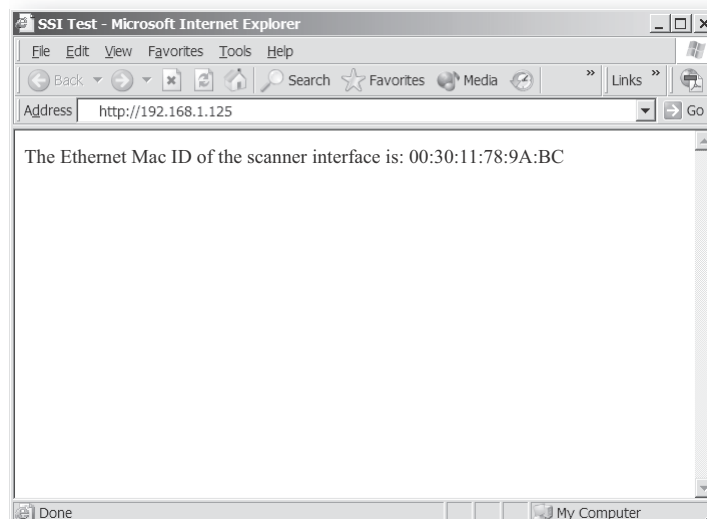 SSI Test - Microsoft Internet Explorer
File Edit View Favorites Tools Help
Back Search Favorites Media » Links »
Address http://192.168.1.125 Go
The Ethernet Mac ID of the scanner interface is: 00:30:11:78:9A:BC
Done My Computer